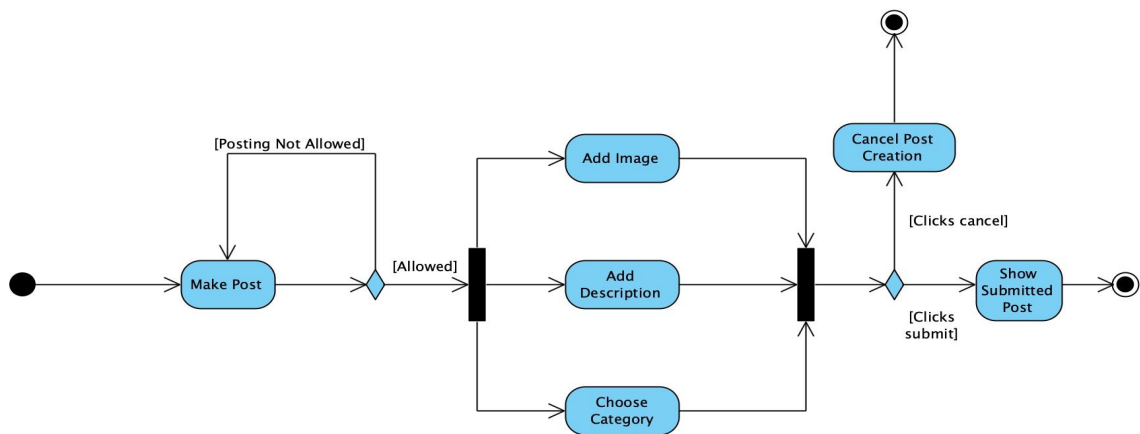 [Posting Not Allowed]
Make Post
[Allowed]
Add Image
Add
Description
Choose
Category
Cancel Post
Creation
[Clicks cancel]
[Clicks
submit]
Show
Submitted
Post